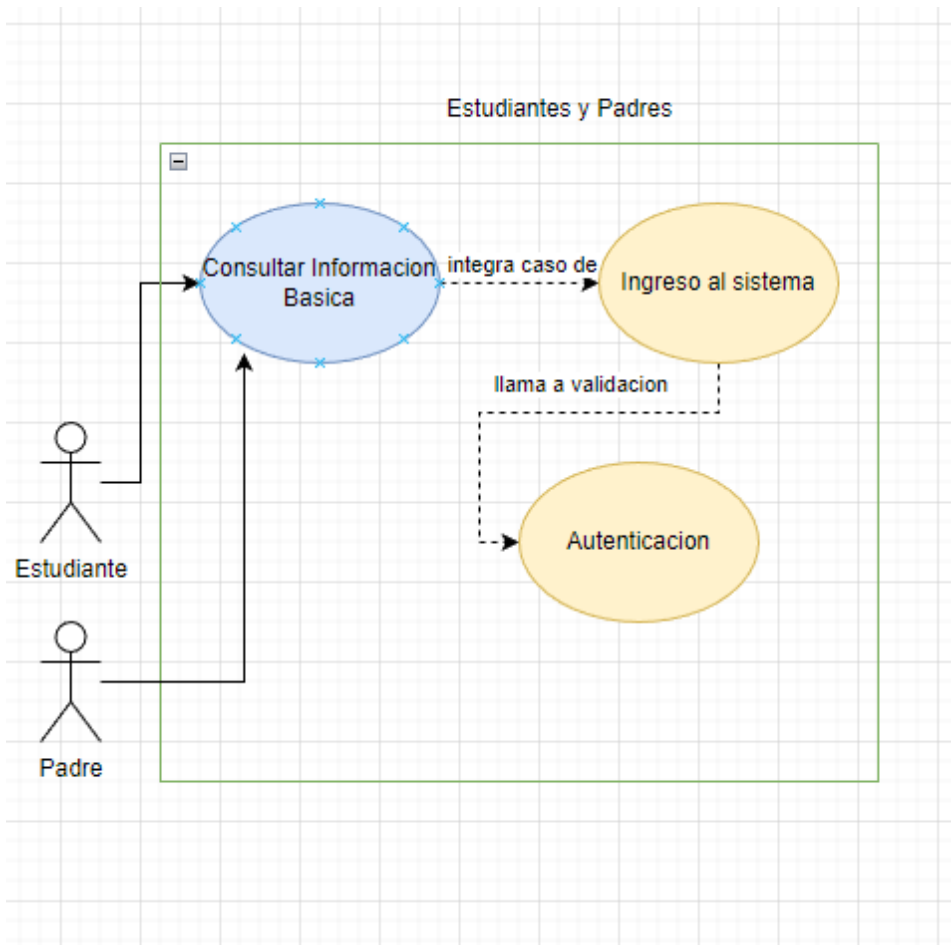 Estudiantes y Padres
Consultar Informacion
Basica
integra caso de
Ingreso al sistema
llama a validacion
Autenticacion
Estudiante
Padre